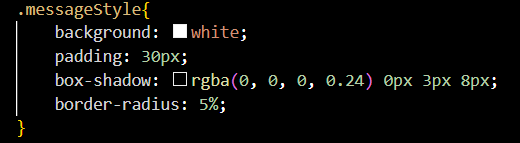 .messageStyle{
    background: white;
    padding: 30px;
    box-shadow: rgba(0, 0, 0, 0.24) 0px 3px 8px;
    border-radius: 5%;
}